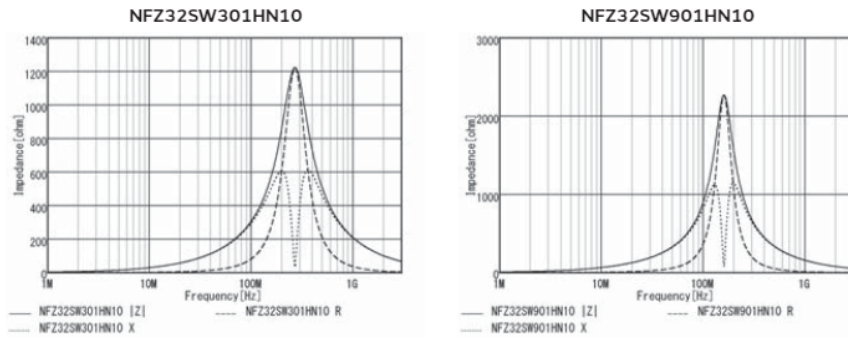 NFZ32SW301HN10
1400
1200
1000
800
600
400
200
0
Impedance[ohm]
1M
10M
100M
1G
Frequency[Hz]
NFZ32SW301HN10 |Z|
NFZ32SW301HN10 R
NFZ32SW301HN10 X
NFZ32SW901HN10
3000
2000
1000
0
Impedance[ohm]
1M
10M
100M
1G
Frequency[Hz]
NFZ32SW901HN10 |Z|
NFZ32SW901HN10 R
NFZ32SW901HN10 X